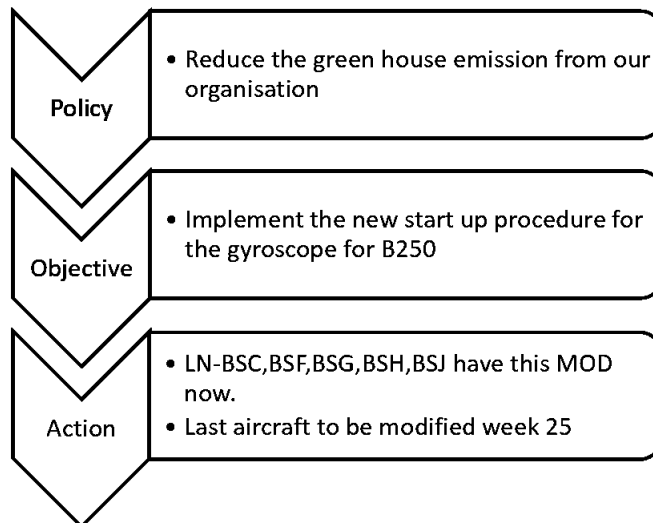 Policy
• Reduce the green house emission from our
organisation
Objective
• Implement the new start up procedure for
the gyroscope for B250
Action
• LN-BSC,BSF,BSG,BSH,BSJ have this MOD
now.
• Last aircraft to be modified week 25